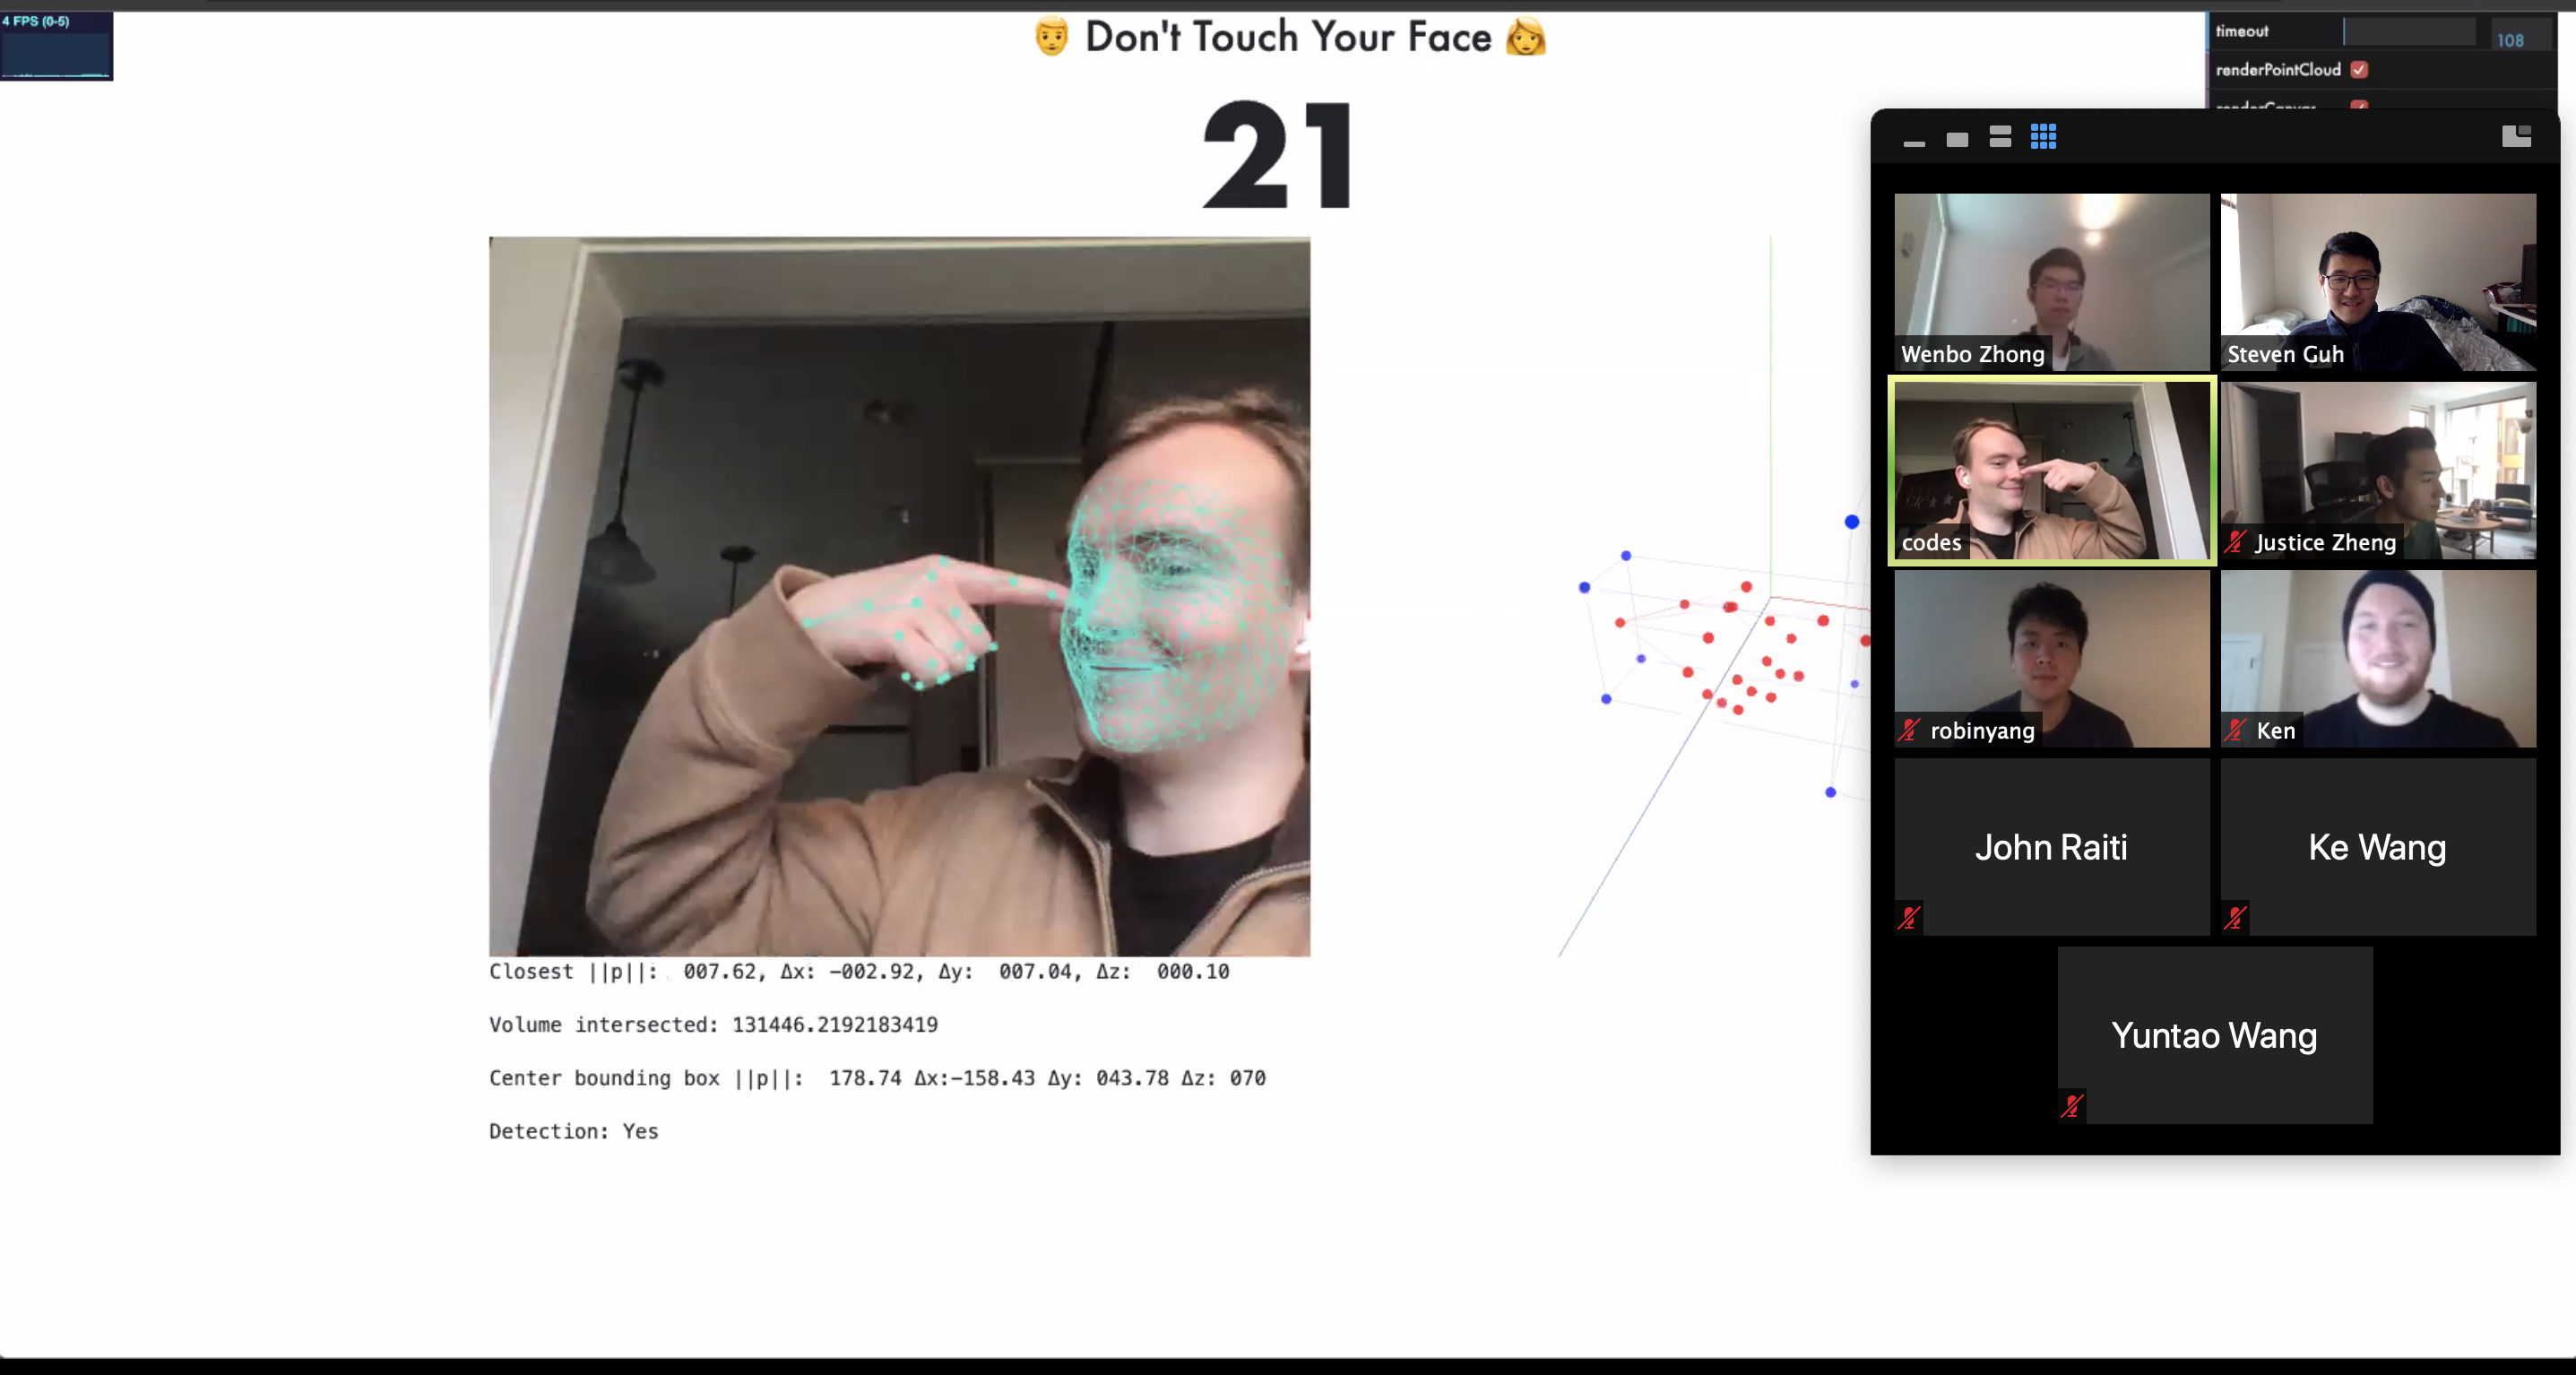 4 FPS (0-5)
👨 Don't Touch Your Face 👩
21
timeout
108
renderPointCloud
renderCanvas
Wenbo Zhong
Steven Guh
codes
Justice Zheng
robinyang
Ken
John Raiti
Ke Wang
Yuntao Wang
Closest ||p||: 007.62, Δx: -002.92, Δy: 007.04, Δz: 000.10
Volume intersected: 131446.2192183419
Center bounding box ||p||: 178.74 Δx:-158.43 Δy: 043.78 Δz: 070
Detection: Yes